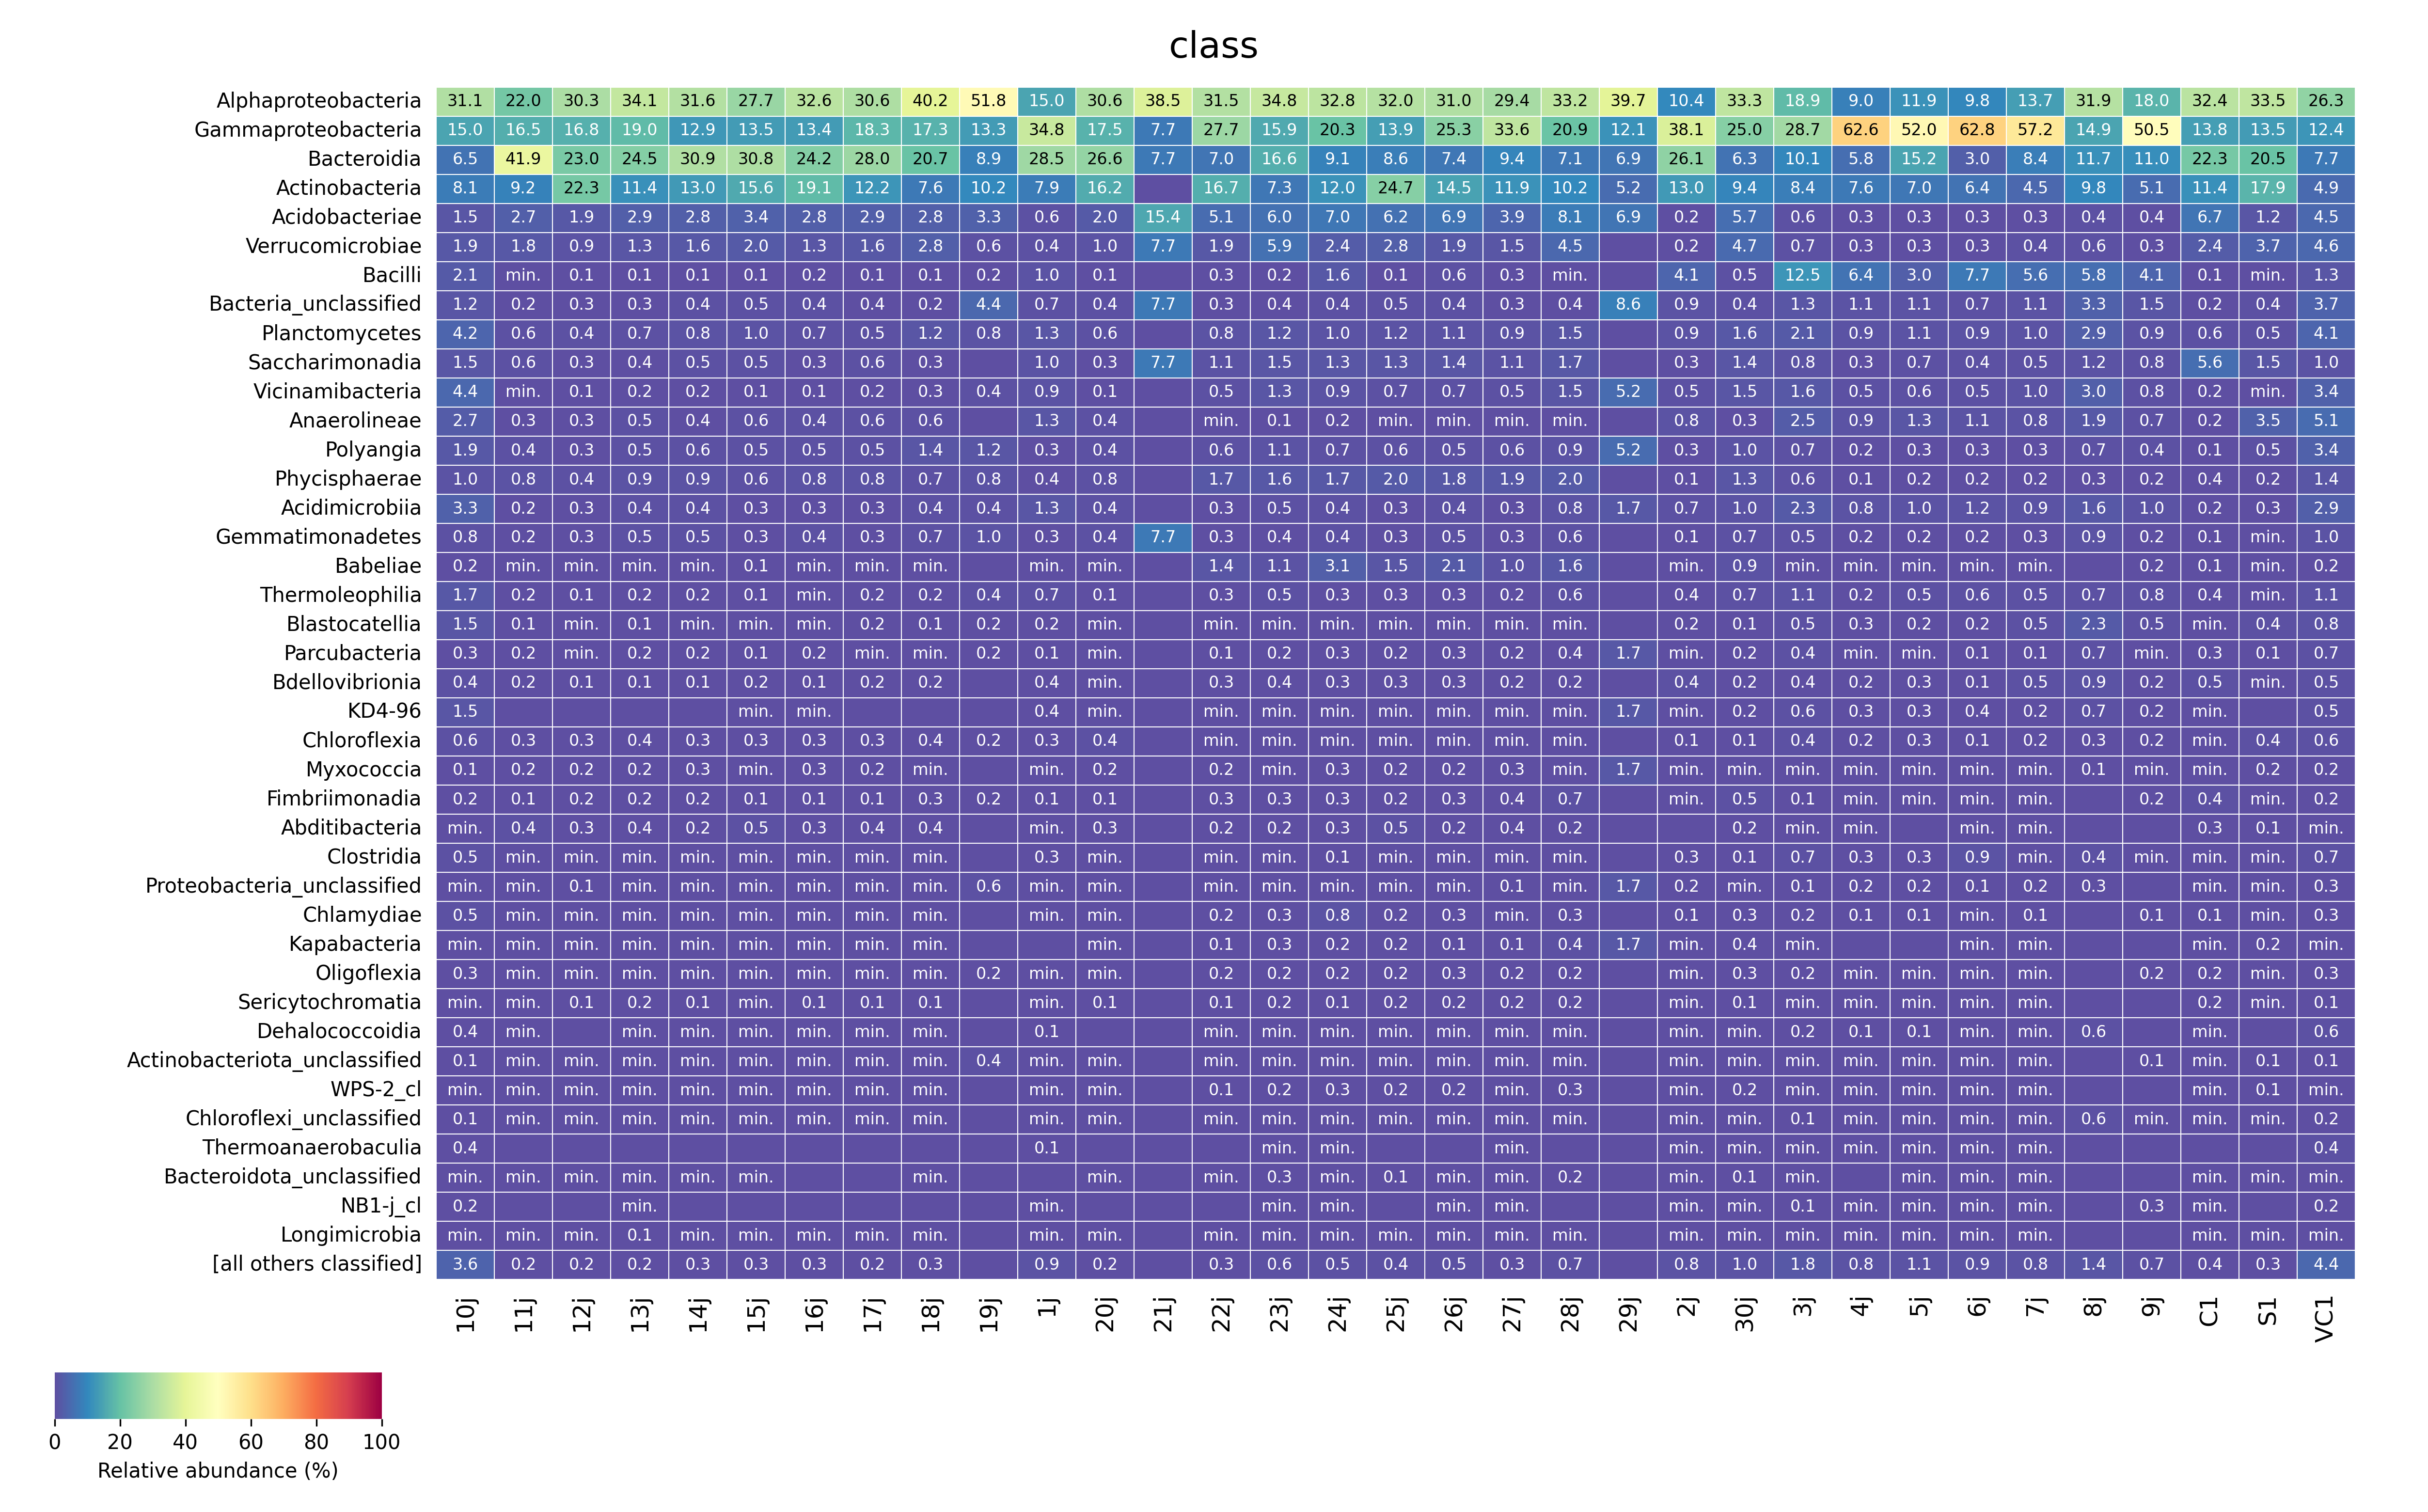 class
Alphaproteobacteria 31.1 22.0 30.3 34.1 31.6 27.7 32.6 30.6 40.2 51.8 15.0 30.6 38.5 31.5 34.8 32.8 32.0 31.0 29.4 33.2 39.7 10.4 33.3 18.9 9.0 11.9 9.8 13.7 31.9 18.0 32.4 33.5 26.3
Gammaproteobacteria 15.0 16.5 16.8 19.0 12.9 13.5 13.4 18.3 17.3 13.3 34.8 17.5 7.7 27.7 15.9 20.3 13.9 25.3 33.6 20.9 12.1 38.1 25.0 28.7 62.6 52.0 62.8 57.2 14.9 50.5 13.8 13.5 12.4
Bacteroidia 6.5 41.9 23.0 24.5 30.9 30.8 24.2 28.0 20.7 8.9 28.5 26.6 7.7 7.0 16.6 9.1 8.6 7.4 9.4 7.1 6.9 26.1 6.3 10.1 5.8 15.2 3.0 8.4 11.7 11.0 22.3 20.5 7.7
Actinobacteria 8.1 9.2 22.3 11.4 13.0 15.6 19.1 12.2 7.6 10.2 7.9 16.2 16.7 7.3 12.0 24.7 14.5 11.9 10.2 5.2 13.0 9.4 8.4 7.6 7.0 6.4 4.5 9.8 5.1 11.4 17.9 4.9
Acidobacteriae 1.5 2.7 1.9 2.9 2.8 3.4 2.8 2.9 2.8 3.3 0.6 2.0 15.4 5.1 6.0 7.0 6.2 6.9 3.9 8.1 6.9 0.2 5.7 0.6 0.3 0.3 0.3 0.3 0.4 0.4 6.7 1.2 4.5
Verrucomicrobiae 1.9 1.8 0.9 1.3 1.6 2.0 1.3 1.6 2.8 0.6 0.4 1.0 7.7 1.9 5.9 2.4 2.8 1.9 1.5 4.5 0.2 4.7 0.7 0.3 0.3 0.3 0.4 0.6 0.3 2.4 3.7 4.6
Bacilli 2.1 min. 0.1 0.1 0.1 0.1 0.2 0.1 0.1 0.2 1.0 0.1 0.3 0.2 1.6 0.1 0.6 0.3 min. 4.1 0.5 12.5 6.4 3.0 7.7 5.6 5.8 4.1 0.1 min. 1.3
Bacteria_unclassified 1.2 0.2 0.3 0.3 0.4 0.5 0.4 0.4 0.2 4.4 0.7 0.4 7.7 0.3 0.4 0.4 0.5 0.4 0.3 0.4 8.6 0.9 0.4 1.3 1.1 1.1 0.7 1.1 3.3 1.5 0.2 0.4 3.7
Planctomycetes 4.2 0.6 0.4 0.7 0.8 1.0 0.7 0.5 1.2 0.8 1.3 0.6 0.8 1.2 1.0 1.2 1.1 0.9 1.5 0.9 1.6 2.1 0.9 1.1 0.9 1.0 2.9 0.9 0.6 0.5 4.1
Saccharimonadia 1.5 0.6 0.3 0.4 0.5 0.5 0.3 0.6 0.3 1.0 0.3 7.7 1.1 1.5 1.3 1.3 1.4 1.1 1.7 0.3 1.4 0.8 0.3 0.7 0.4 0.5 1.2 0.8 5.6 1.5 1.0
Vicinamibacteria 4.4 min. 0.1 0.2 0.2 0.1 0.1 0.2 0.3 0.4 0.9 0.1 0.5 1.3 0.9 0.7 0.7 0.5 1.5 5.2 0.5 1.5 1.6 0.5 0.6 0.5 1.0 3.0 0.8 0.2 min. 3.4
Anaerolineae 2.7 0.3 0.3 0.5 0.4 0.6 0.4 0.6 0.6 1.3 0.4 min. 0.1 0.2 min. min. min. min. 0.8 0.3 2.5 0.9 1.3 1.1 0.8 1.9 0.7 0.2 3.5 5.1
Polyangia 1.9 0.4 0.3 0.5 0.6 0.5 0.5 0.5 1.4 1.2 0.3 0.4 0.6 1.1 0.7 0.6 0.5 0.6 0.9 5.2 0.3 1.0 0.7 0.2 0.3 0.3 0.3 0.7 0.4 0.1 0.5 3.4
Phycisphaerae 1.0 0.8 0.4 0.9 0.9 0.6 0.8 0.8 0.7 0.8 0.4 0.8 1.7 1.6 1.7 2.0 1.8 1.9 2.0 0.1 1.3 0.6 0.1 0.2 0.2 0.2 0.3 0.2 0.4 0.2 1.4
Acidimicrobiia 3.3 0.2 0.3 0.4 0.4 0.3 0.3 0.3 0.4 0.4 1.3 0.4 0.3 0.5 0.4 0.3 0.4 0.3 0.8 1.7 0.7 1.0 2.3 0.8 1.0 1.2 0.9 1.6 1.0 0.2 0.3 2.9
Gemmatimonadetes 0.8 0.2 0.3 0.5 0.5 0.3 0.4 0.3 0.7 1.0 0.3 0.4 7.7 0.3 0.4 0.4 0.3 0.5 0.3 0.6 0.1 0.7 0.5 0.2 0.2 0.2 0.3 0.9 0.2 0.1 min. 1.0
Babeliae 0.2 min. min. min. min. 0.1 min. min. min. min. min. 1.4 1.1 3.1 1.5 2.1 1.0 1.6 min. 0.9 min. min. min. min. min. 0.2 0.1 min. 0.2
Thermoleophilia 1.7 0.2 0.1 0.2 0.2 0.1 min. 0.2 0.2 0.4 0.7 0.1 0.3 0.5 0.3 0.3 0.3 0.2 0.6 0.4 0.7 1.1 0.2 0.5 0.6 0.5 0.7 0.8 0.4 min. 1.1
Blastocatellia 1.5 0.1 min. 0.1 min. min. min. 0.2 0.1 0.2 0.2 min. min. min. min. min. min. min. min. 0.2 0.1 0.5 0.3 0.2 0.2 0.5 2.3 0.5 min. 0.4 0.8
Parcubacteria 0.3 0.2 min. 0.2 0.2 0.1 0.2 min. min. 0.2 0.1 min. 0.1 0.2 0.3 0.2 0.3 0.2 0.4 1.7 min. 0.2 0.4 min. min. 0.1 0.1 0.7 min. 0.3 0.1 0.7
Bdellovibrionia 0.4 0.2 0.1 0.1 0.1 0.2 0.1 0.2 0.2 0.4 min. 0.3 0.4 0.3 0.3 0.3 0.2 0.2 0.4 0.2 0.4 0.2 0.3 0.1 0.5 0.9 0.2 0.5 min. 0.5
KD4-96 1.5 min. min. 0.4 min. min. min. min. min. min. min. min. 1.7 min. 0.2 0.6 0.3 0.3 0.4 0.2 0.7 0.2 min. 0.5
Chloroflexia 0.6 0.3 0.3 0.4 0.3 0.3 0.3 0.3 0.4 0.2 0.3 0.4 min. min. min. min. min. min. min. 0.1 0.1 0.4 0.2 0.3 0.1 0.2 0.3 0.2 min. 0.4 0.6
Myxococcia 0.1 0.2 0.2 0.2 0.3 min. 0.3 0.2 min. min. 0.2 0.2 min. 0.3 0.2 0.2 0.3 min. 1.7 min. min. min. min. min. min. min. 0.1 min. min. 0.2 0.2
Fimbriimonadia 0.2 0.1 0.2 0.2 0.2 0.1 0.1 0.1 0.3 0.2 0.1 0.1 0.3 0.3 0.3 0.2 0.3 0.4 0.7 min. 0.5 0.1 min. min. min. min. 0.2 0.4 min. 0.2
Abditibacteria min. 0.4 0.3 0.4 0.2 0.5 0.3 0.4 0.4 min. 0.3 0.2 0.2 0.3 0.5 0.2 0.4 0.2 0.2 min. min. min. min. 0.3 0.1 min.
Clostridia 0.5 min. min. min. min. min. min. min. min. 0.3 min. min. min. 0.1 min. min. min. min. 0.3 0.1 0.7 0.3 0.3 0.9 min. 0.4 min. min. min. 0.7
Proteobacteria_unclassified min. min. 0.1 min. min. min. min. min. min. 0.6 min. min. min. min. min. min. min. 0.1 min. 1.7 0.2 min. 0.1 0.2 0.2 0.1 0.2 0.3 min. min. 0.3
Chlamydiae 0.5 min. min. min. min. min. min. min. min. min. min. 0.2 0.3 0.8 0.2 0.3 min. 0.3 0.1 0.3 0.2 0.1 0.1 min. 0.1 0.1 0.1 min. 0.3
Kapabacteria min. min. min. min. min. min. min. min. min. min. 0.1 0.3 0.2 0.2 0.1 0.1 0.4 1.7 min. 0.4 min. min. min. min. 0.2 min.
Oligoflexia 0.3 min. min. min. min. min. min. min. min. 0.2 min. min. 0.2 0.2 0.2 0.2 0.3 0.2 0.2 min. 0.3 0.2 min. min. min. min. 0.2 0.2 min. 0.3
Sericytochromatia min. min. 0.1 0.2 0.1 min. 0.1 0.1 0.1 min. 0.1 0.1 0.2 0.1 0.2 0.2 0.2 0.2 min. 0.1 min. min. min. min. min. 0.2 min. 0.1
Dehalococcoidia 0.4 min. min. min. min. min. min. min. 0.1 min. min. min. min. min. min. min. min. min. 0.2 0.1 0.1 min. min. 0.6 min. 0.6
Actinobacteriota_unclassified 0.1 min. min. min. min. min. min. min. min. 0.4 min. min. min. min. min. min. min. min. min. min. min. min. min. min. min. min. 0.1 min. 0.1 0.1
WPS-2_cl min. min. min. min. min. min. min. min. min. min. min. 0.1 0.2 0.3 0.2 0.2 min. 0.3 min. 0.2 min. min. min. min. min. min. 0.1 min.
Chloroflexi_unclassified 0.1 min. min. min. min. min. min. min. min. min. min. min. min. min. min. min. min. min. min. min. 0.1 min. min. min. min. 0.6 min. min. min. 0.2
Thermoanaerobaculia 0.4 0.1 min. min. min. min. min. min. min. min. min. min. 0.4
Bacteroidota_unclassified min. min. min. min. min. min. min. min. min. 0.3 min. 0.1 min. min. 0.2 min. 0.1 min. min. min. min. min. min. min.
NB1-j_cl 0.2 min. min. min. min. min. min. min. min. 0.1 min. min. min. min. 0.3 0.2
Longimicrobia min. min. min. 0.1 min. min. min. min. min. min. min. min. min. min. min. min. min. min. min. min. min. min. min. min. min. min. min. min.
[all others classified] 3.6 0.2 0.2 0.2 0.3 0.3 0.3 0.2 0.3 0.9 0.2 0.3 0.6 0.5 0.4 0.5 0.3 0.7 0.8 1.0 1.8 0.8 1.1 0.9 0.8 1.4 0.7 0.4 0.3 4.4
10j 11j 12j 13j 14j 15j 16j 17j 18j 19j 1j 20j 21j 22j 23j 24j 25j 26j 27j 28j 29j 2j 30j 3j 4j 5j 6j 7j 8j 9j C1 S1 VC1
0 20 40 60 80 100
Relative abundance (%)